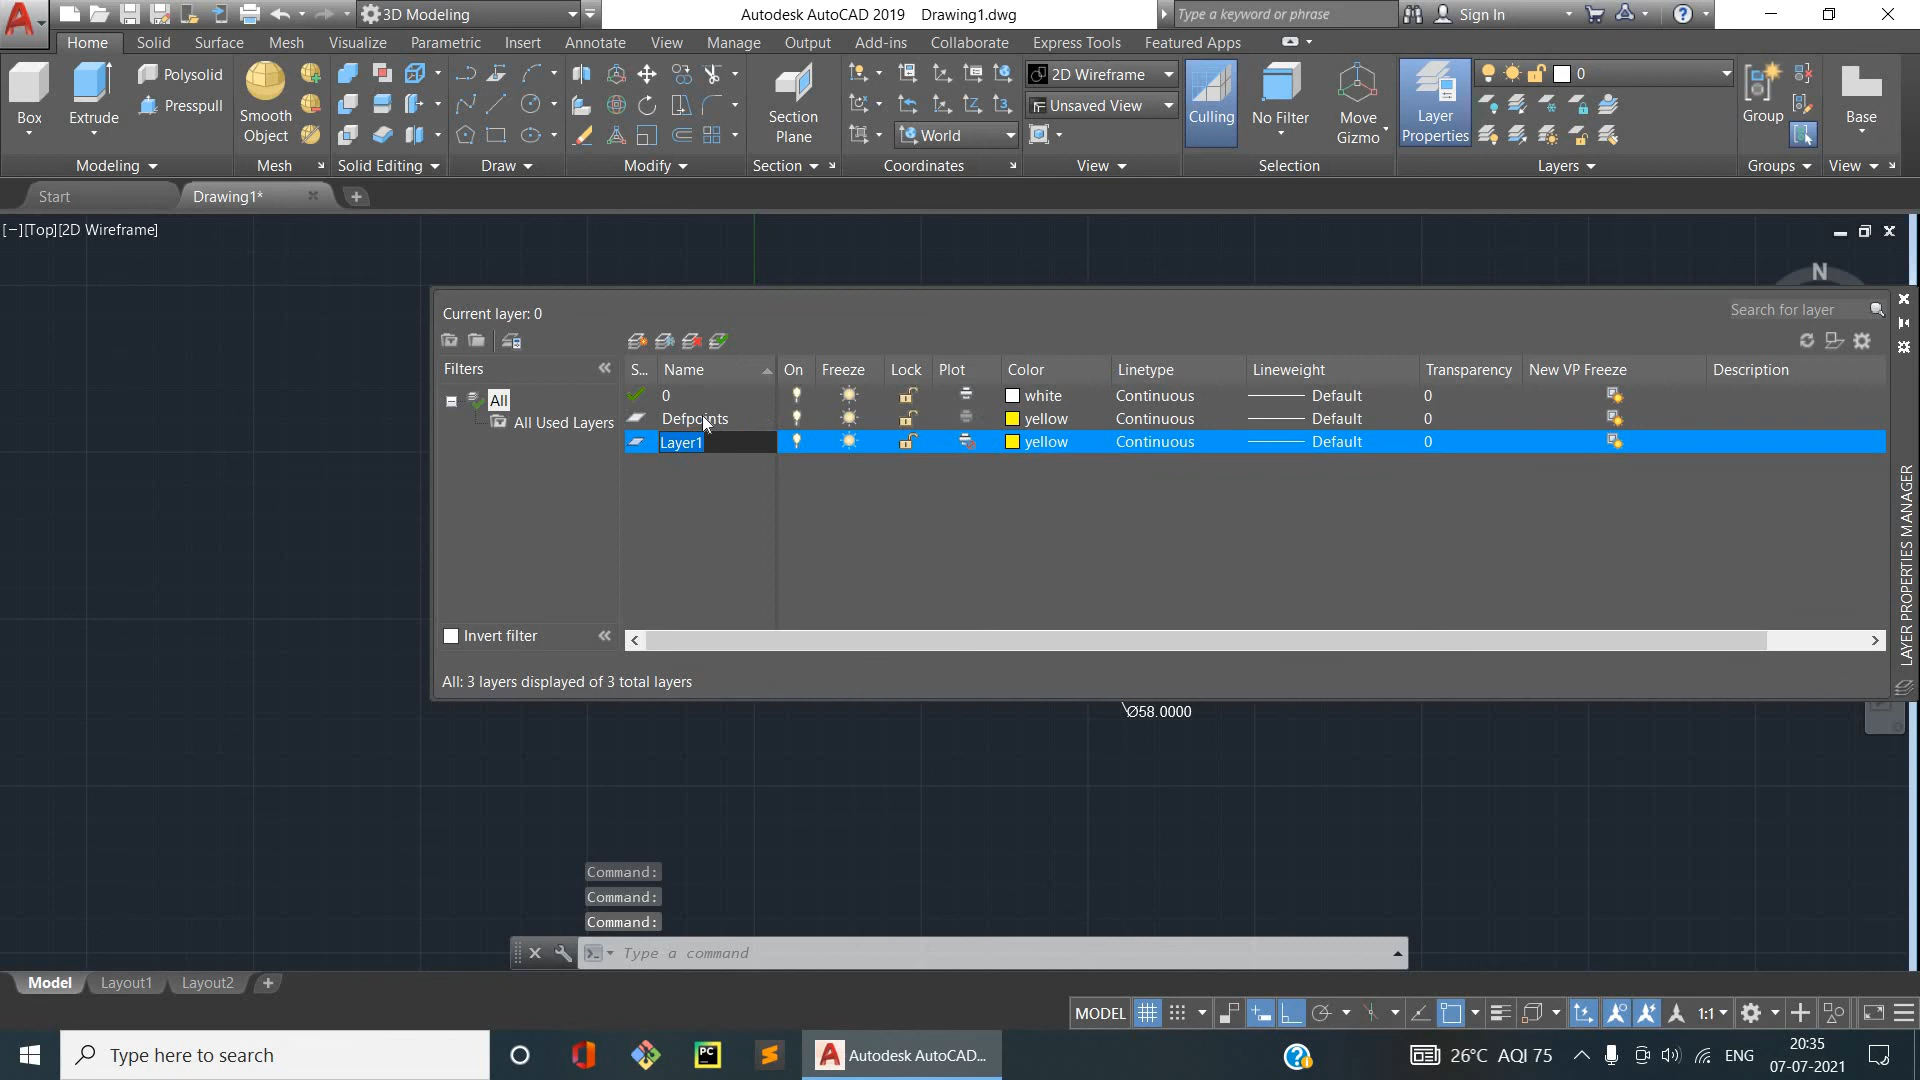 3D Modeling
Autodesk AutoCAD 2019 Drawing1.dwg
Type a keyword or phrase
Sign In
Home Solid Surface Mesh Visualize Parametric Insert Annotate View Manage Output Add-ins Collaborate Express Tools Featured Apps
Box
Extrude
Polysolid
Presspull
Smooth
Object
Section
Plane
World
2D Wireframe
Unsaved View
Culling
No Filter
Move
Gizmo
Layer
Properties
0
Group
Base
Modeling Mesh Solid Editing Draw Modify Section Coordinates View Selection Layers Groups View
Start Drawing1*
[−][Top][2D Wireframe]
N
Current layer: 0
Search for layer
Filters
S... Name On Freeze Lock Plot Color Linetype Lineweight Transparency New VP Freeze Description
All
All Used Layers
0 white Continuous Default 0
Defpoints yellow Continuous Default 0
Layer1 yellow Continuous Default 0
LAYER PROPERTIES MANAGER
Invert filter
All: 3 layers displayed of 3 total layers
Ø58.0000
Command:
Command:
Command:
Type a command
Model Layout1 Layout2
MODEL 1:1
Type here to search
PC
Autodesk AutoCAD...
26°C AQI 75
ENG
20:35
07-07-2021